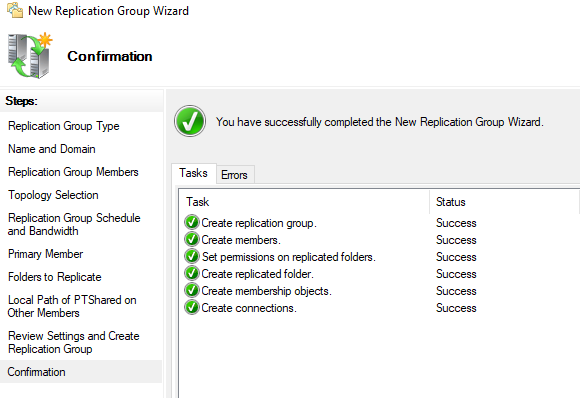 New Replication Group Wizard
Confirmation
Steps:
Replication Group Type
Name and Domain
Replication Group Members
Topology Selection
Replication Group Schedule
and Bandwidth
Primary Member
Folders to Replicate
Local Path of PTShared on
Other Members
Review Settings and Create
Replication Group
Confirmation
You have successfully completed the New Replication Group Wizard.
Tasks Errors
Task Status
Create replication group. Success
Create members. Success
Set permissions on replicated folders. Success
Create replicated folder. Success
Create membership objects. Success
Create connections. Success